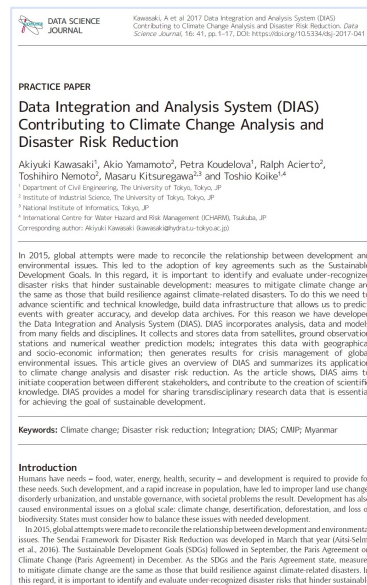 DATA SCIENCE
JOURNAL
Kawasaki, A et al 2017 Data Integration and Analysis System (DIAS)
Contributing to Climate Change Analysis and Disaster Risk Reduction. Data
Science Journal, 16: 41, pp. 1–17, DOI: https://doi.org/10.5334/dsj-2017-041
PRACTICE PAPER
Data Integration and Analysis System (DIAS)
Contributing to Climate Change Analysis and
Disaster Risk Reduction
Akiyuki Kawasaki¹, Akio Yamamoto², Petra Koudelova¹, Ralph Acierto²,
Toshihiro Nemoto², Masaru Kitsuregawa²,³ and Toshio Koike¹,⁴
¹ Department of Civil Engineering, The University of Tokyo, Tokyo, JP
² Institute of Industrial Science, The University of Tokyo, Tokyo, JP
³ National Institute of Informatics, Tokyo, JP
⁴ International Centre for Water Hazard and Risk Management (ICHARM), Tsukuba, JP
Corresponding author: Akiyuki Kawasaki (kawasaki@hydra.t.u-tokyo.ac.jp)
In 2015, global attempts were made to reconcile the relationship between development and
environmental issues. This led to the adoption of key agreements such as the Sustainable
Development Goals. In this regard, it is important to identify and evaluate under-recognized
disaster risks that hinder sustainable development: measures to mitigate climate change are
the same as those that build resilience against climate-related disasters. To do this we need to
advance scientific and technical knowledge, build data infrastructure that allows us to predict
events with greater accuracy, and develop data archives. For this reason we have developed
the Data Integration and Analysis System (DIAS). DIAS incorporates analysis, data and models
from many fields and disciplines. It collects and stores data from satellites, ground observation
stations and numerical weather prediction models; integrates this data with geographical
and socio-economic information; then generates results for crisis management of global
environmental issues. This article gives an overview of DIAS and summarizes its application
to climate change analysis and disaster risk reduction. As the article shows, DIAS aims to
initiate cooperation between different stakeholders, and contribute to the creation of scientific
knowledge. DIAS provides a model for sharing transdisciplinary research data that is essential
for achieving the goal of sustainable development.
Keywords: Climate change; Disaster risk reduction; Integration; DIAS; CMIP; Myanmar
Introduction
Humans have needs – food, water, energy, health, security – and development is required to provide for
these needs. Such development, and a rapid increase in population, have led to improper land use change,
disorderly urbanization, and unstable governance, with societal problems the result. Development has also
caused environmental issues on a global scale: climate change, desertification, deforestation, and loss of
biodiversity. States must consider how to balance these issues with needed development.
In 2015, global attempts were made to reconcile the relationship between development and environmental
issues. The Sendai Framework for Disaster Risk Reduction was developed in March that year (Aitsi-Selmi
et al., 2016). The Sustainable Development Goals (SDGs) followed in September, the Paris Agreement on
Climate Change (Paris Agreement) in December. As the SDGs and the Paris Agreement state, measures
to mitigate climate change are the same as those that build resilience against climate-related disasters. In
this regard, it is important to identify and evaluate under-recognized disaster risks that hinder sustainable